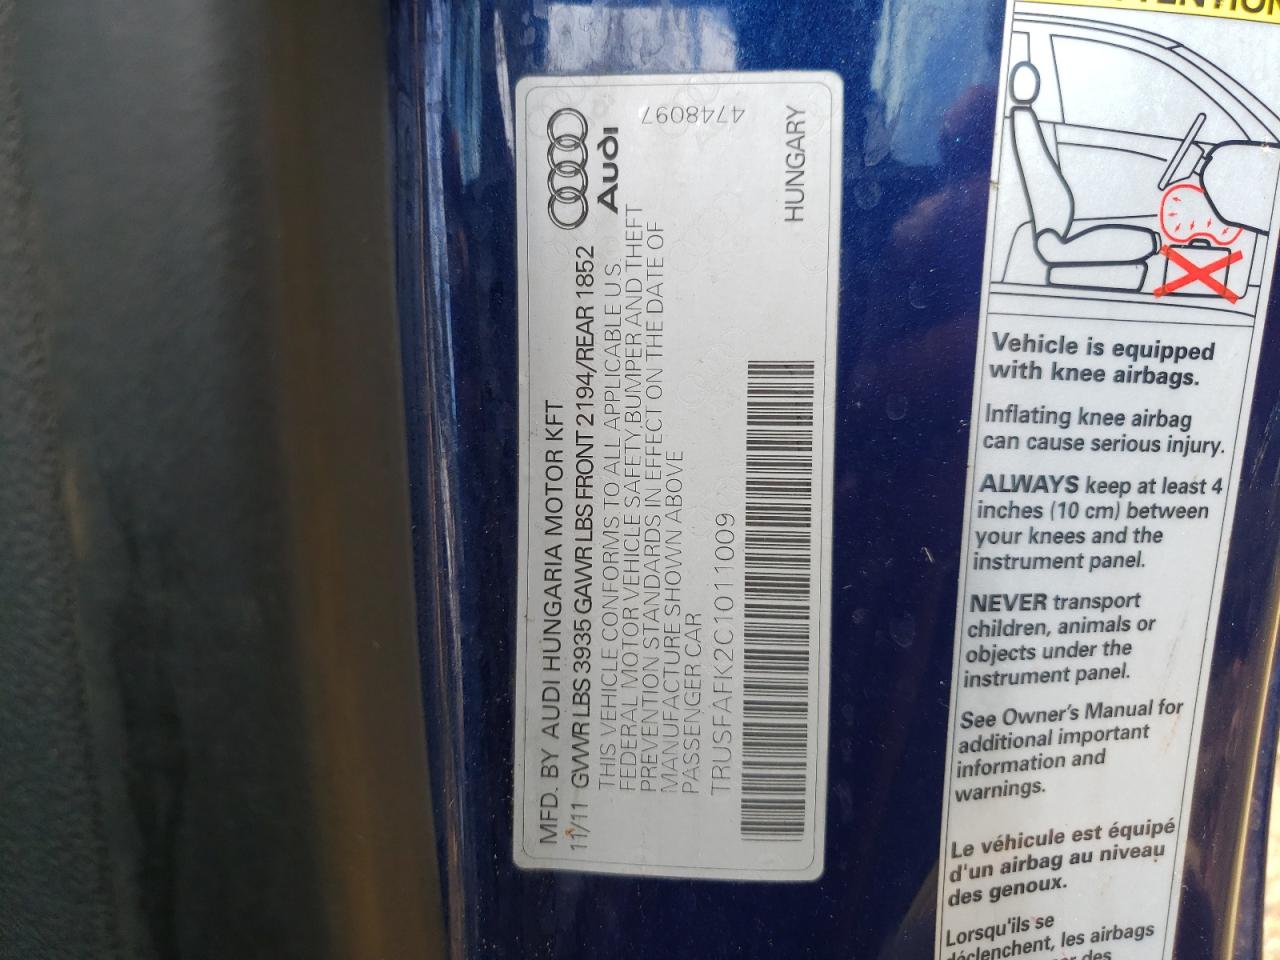 MFD. BY AUDI HUNGARIA MOTOR KFT
11/11 GWWR LBS 3935 GAWR LBS FRONT 2194/REAR 1852
THIS VEHICLE CONFORMS TO ALL APPLICABLE U.S.
FEDERAL MOTOR VEHICLE SAFETY, BUMPER AND THEFT
PREVENTION STANDARDS IN EFFECT ON THE DATE OF
MANUFACTURE SHOWN ABOVE
PASSENGER CAR
TRUSFAFK2C1011009
Audi
4748097
HUNGARY
Vehicle is equipped
with knee airbags.
Inflating knee airbag
can cause serious injury.
ALWAYS keep at least 4
inches (10 cm) between
your knees and the
instrument panel.
NEVER transport
children, animals or
objects under the
instrument panel.
See Owner's Manual for
additional important
information and
warnings.
Le véhicule est équipé
d'un airbag au niveau
des genoux.
Lorsqu'ils se
déclenchent, les airbags
des